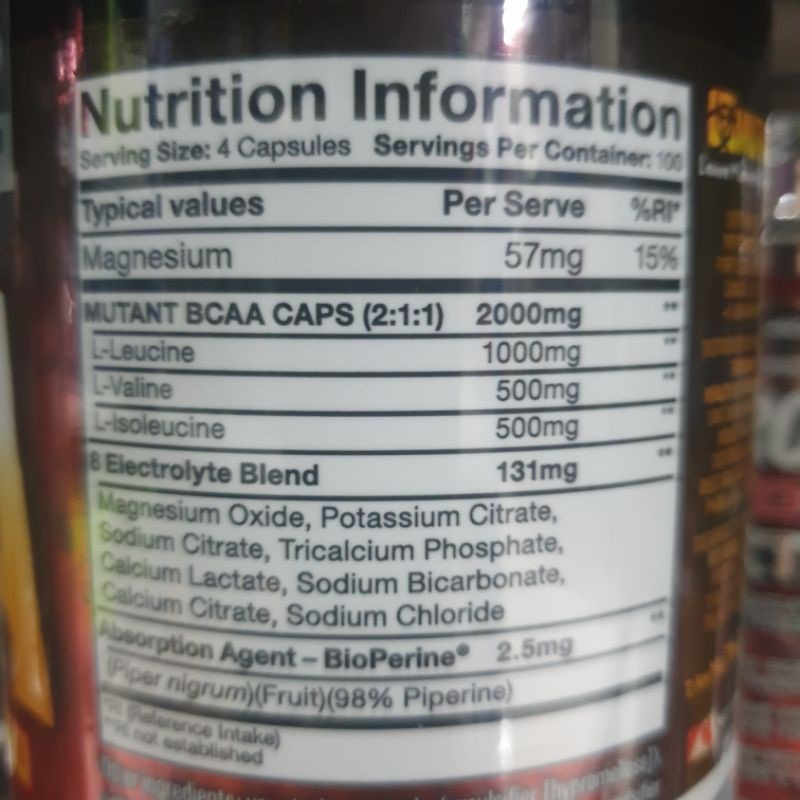 Nutrition Information
Serving Size: 4 Capsules Servings Per Container: 100
Typical values Per Serve %RI*
Magnesium 57mg 15%
MUTANT BCAA CAPS (2:1:1) 2000mg **
L-Leucine 1000mg **
L-Valine 500mg **
L-Isoleucine 500mg **
8 Electrolyte Blend 131mg **
Magnesium Oxide, Potassium Citrate,
Sodium Citrate, Tricalcium Phosphate,
Calcium Lactate, Sodium Bicarbonate,
Calcium Citrate, Sodium Chloride
Absorption Agent – BioPerine® 2.5mg **
(Piper nigrum)(Fruit)(98% Piperine)
*RI (Reference Intake)
**RI not established
Other ingredients: